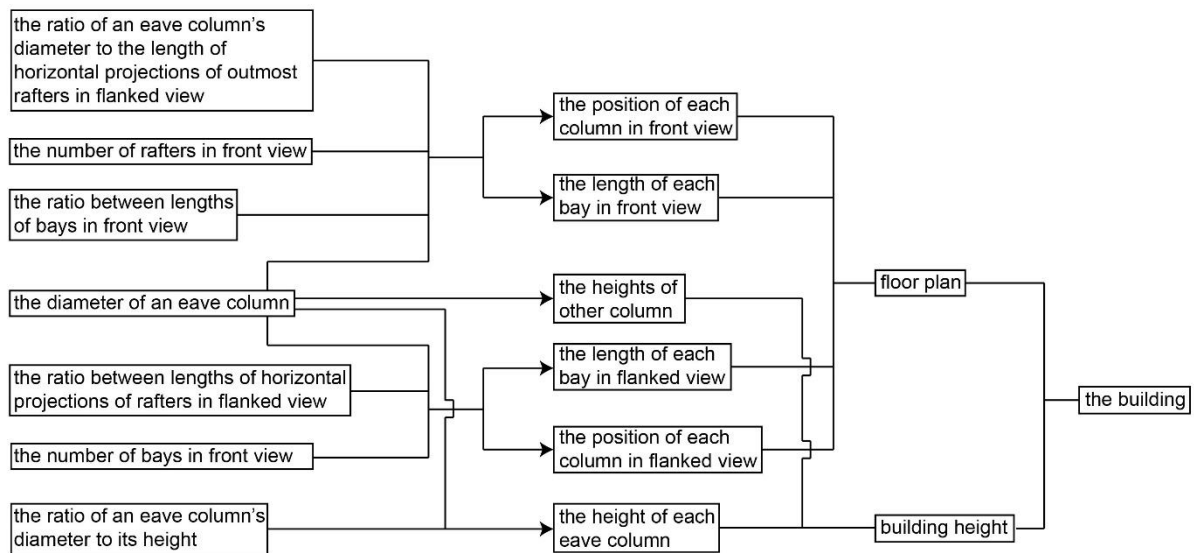 the ratio of an eave column's
diameter to the length of
horizontal projections of outmost
rafters in flanked view
the number of rafters in front view
the ratio between lengths
of bays in front view
the diameter of an eave column
the ratio between lengths of horizontal
projections of rafters in flanked view
the number of bays in front view
the ratio of an eave column's
diameter to its height
the position of each
column in front view
the length of each
bay in front view
the heights of
other column
the length of each
bay in flanked view
the position of each
column in flanked view
the height of each
eave column
floor plan
building height
the building